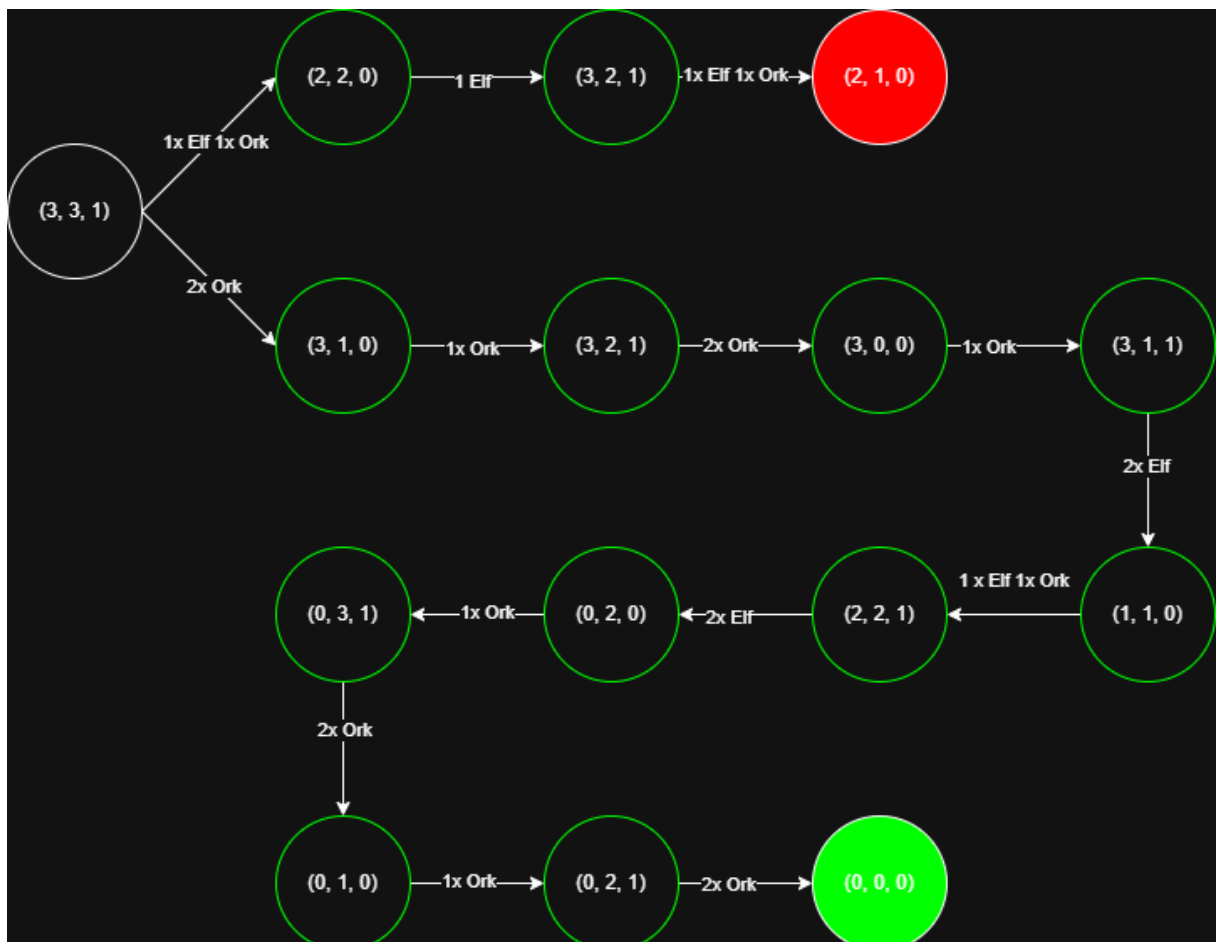 (2, 2, 0)
1 Elf
(3, 2, 1)
1x Elf 1x Ork
(2, 1, 0)
1x Elf 1x Ork
(3, 3, 1)
2x Ork
(3, 1, 0)
1x Ork
(3, 2, 1)
2x Ork
(3, 0, 0)
1x Ork
(3, 1, 1)
2x Elf
(1, 1, 0)
1 x Elf 1x Ork
(2, 2, 1)
2x Elf
(0, 2, 0)
1x Ork
(0, 3, 1)
2x Ork
(0, 1, 0)
1x Ork
(0, 2, 1)
2x Ork
(0, 0, 0)